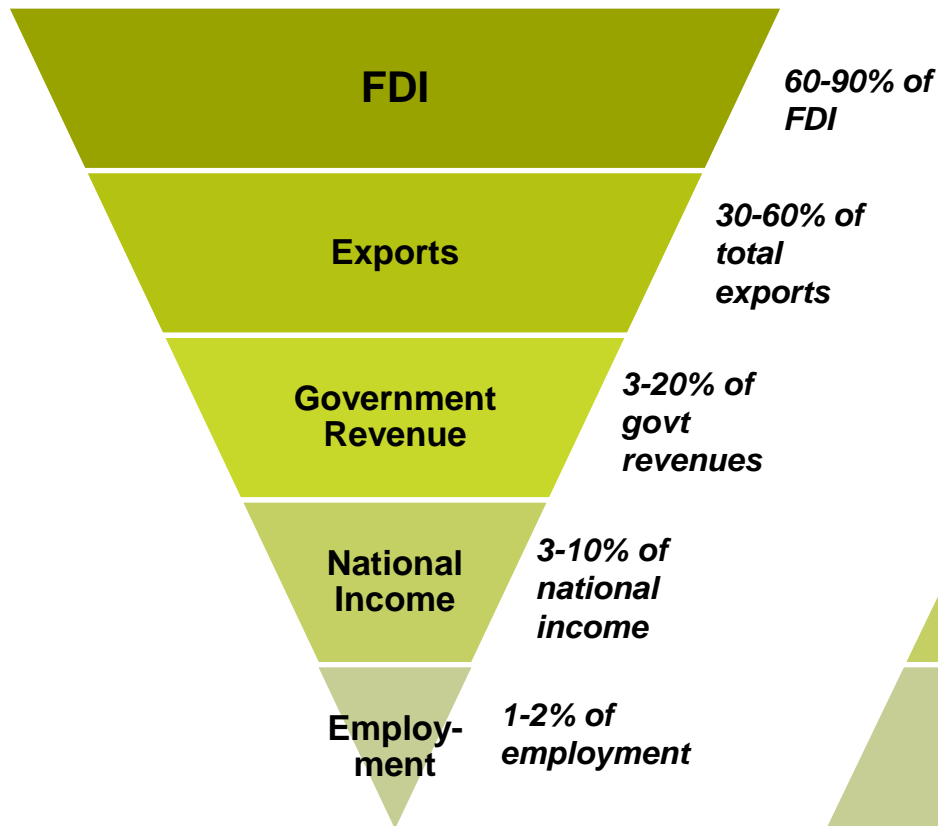 FDI
60-90% of
FDI
Exports
30-60% of
total
exports
Government
Revenue
3-20% of
govt
revenues
National
Income
3-10% of
national
income
Employ-
ment
1-2% of
employment